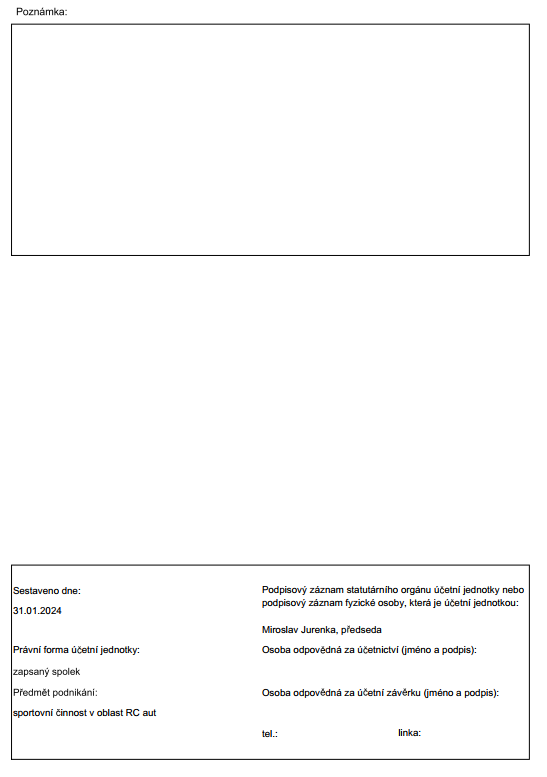 Poznámka:
Sestaveno dne:
31.01.2024
Podpisový záznam statutárního orgánu účetní jednotky nebo
podpisový záznam fyzické osoby, která je účetní jednotkou:
Miroslav Jurenka, předseda
Právní forma účetní jednotky:
zapsaný spolek
Osoba odpovědná za účetnictví (jméno a podpis):
Předmět podnikání:
sportovní činnost v oblast RC aut
Osoba odpovědná za účetní závěrku (jméno a podpis):
tel.: linka: